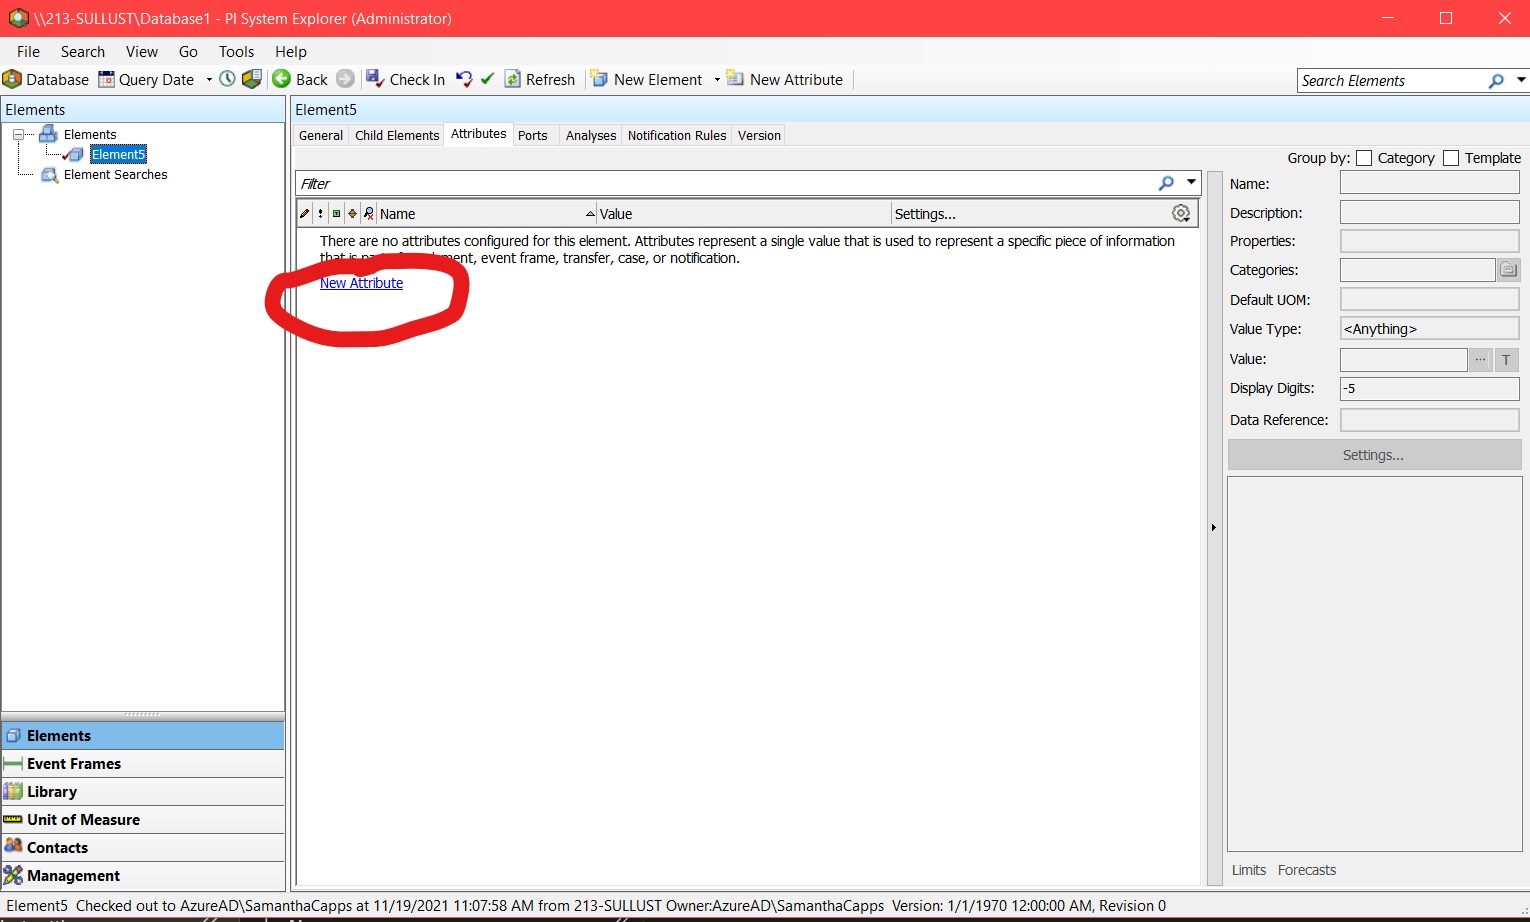 \\213-SULLUST\Database1 - PI System Explorer (Administrator)
File Search View Go Tools Help
Database Query Date Back Check In Refresh New Element New Attribute Search Elements
Elements
Element5
Elements
Element5
Element Searches
General Child Elements Attributes Ports Analyses Notification Rules Version
Group by: Category Template
Filter
Name Value Settings...
There are no attributes configured for this element. Attributes represent a single value that is used to represent a specific piece of information
that is part of an element, event frame, transfer, case, or notification.
New Attribute
Name:
Description:
Properties:
Categories:
Default UOM:
Value Type: <Anything>
Value: ... T
Display Digits: -5
Data Reference:
Settings...
Limits Forecasts
Elements
Event Frames
Library
Unit of Measure
Contacts
Management
Element5 Checked out to AzureAD\SamanthaCapps at 11/19/2021 11:07:58 AM from 213-SULLUST Owner:AzureAD\SamanthaCapps Version: 1/1/1970 12:00:00 AM, Revision 0